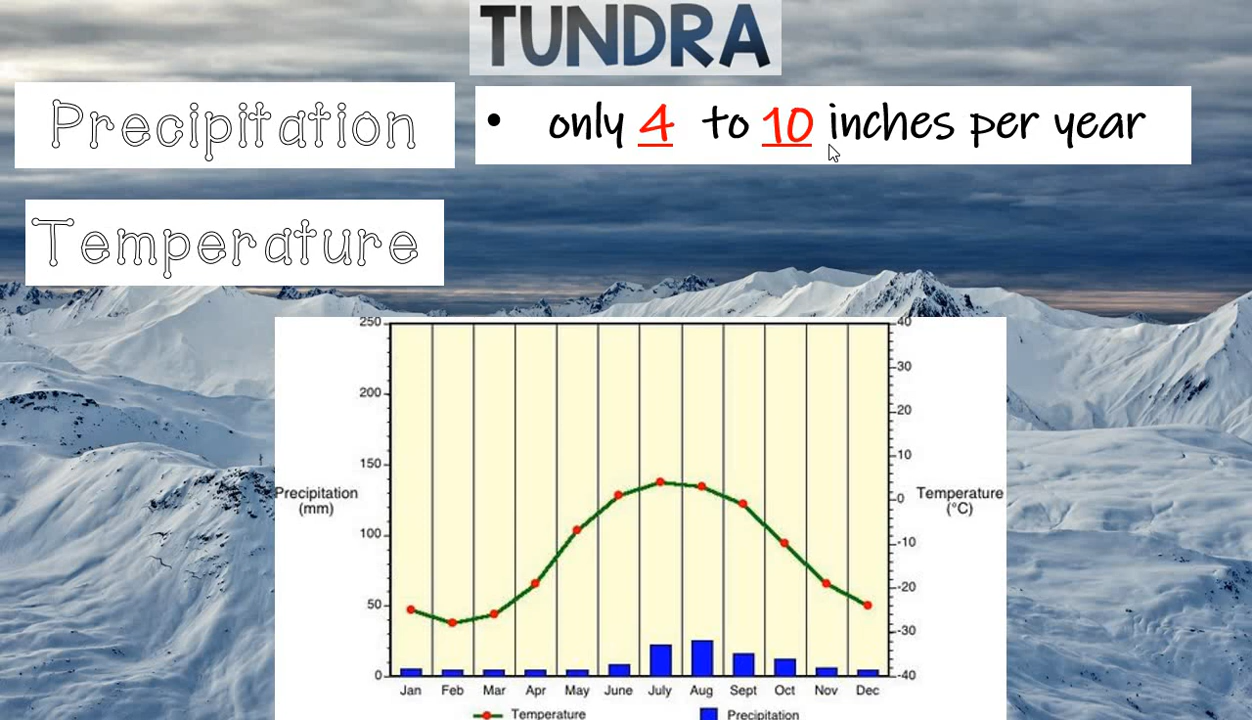 TUNDRA
Precipitation
• only 4 to 10 inches per year
Temperature
250
200
150
100
50
0
Precipitation
(mm)
40
30
20
10
0
-10
-20
-30
-40
Temperature
(°C)
Jan Feb Mar Apr May June July Aug Sept Oct Nov Dec
Temperature Precipitation